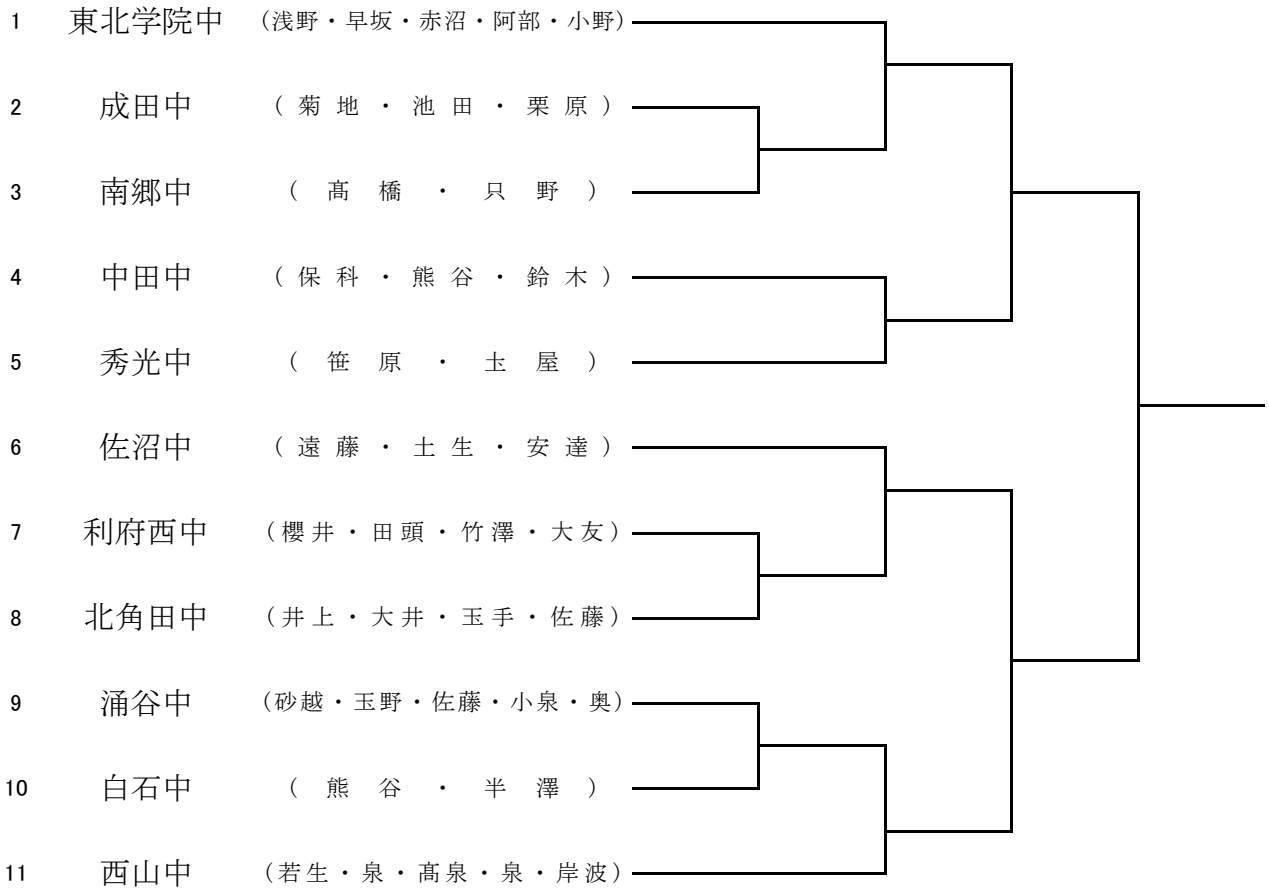 1 東北学院中 (浅野・早坂・赤沼・阿部・小野)
2 成田中 (菊地・池田・栗原)
3 南郷中 (髙橋・只野)
4 中田中 (保科・熊谷・鈴木)
5 秀光中 (笹原・圡屋)
6 佐沼中 (遠藤・土生・安達)
7 利府西中 (櫻井・田頭・竹澤・大友)
8 北角田中 (井上・大井・玉手・佐藤)
9 涌谷中 (砂越・玉野・佐藤・小泉・奥)
10 白石中 (熊谷・半澤)
11 西山中 (若生・泉・髙泉・泉・岸波)